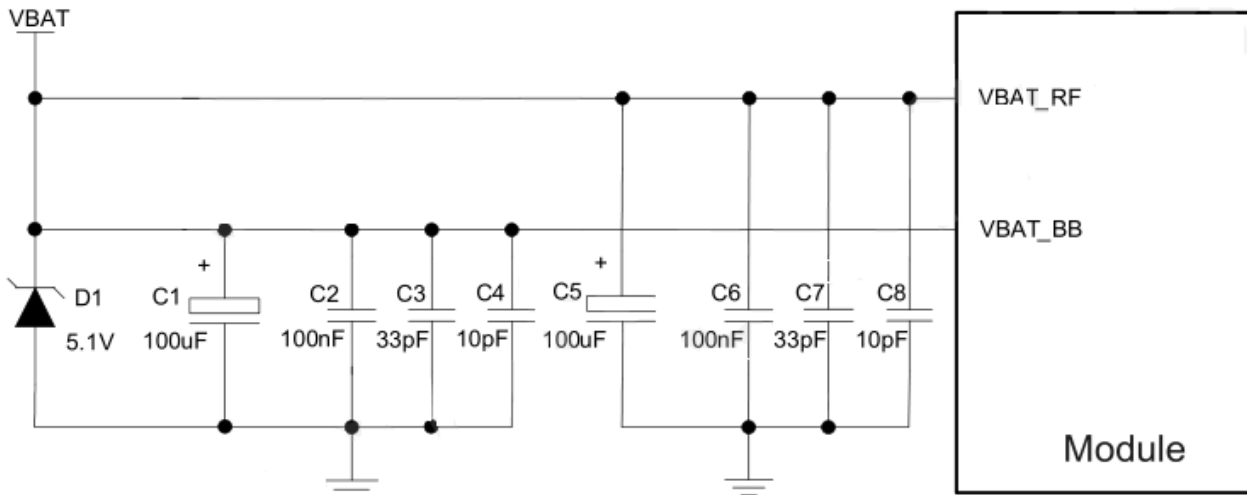 VBAT
VBAT_RF
VBAT_BB
+
+
D1
C1
C2
C3
C4
C5
C6
C7
C8
5.1V
100uF
100nF
33pF
10pF
100uF
100nF
33pF
10pF
Module